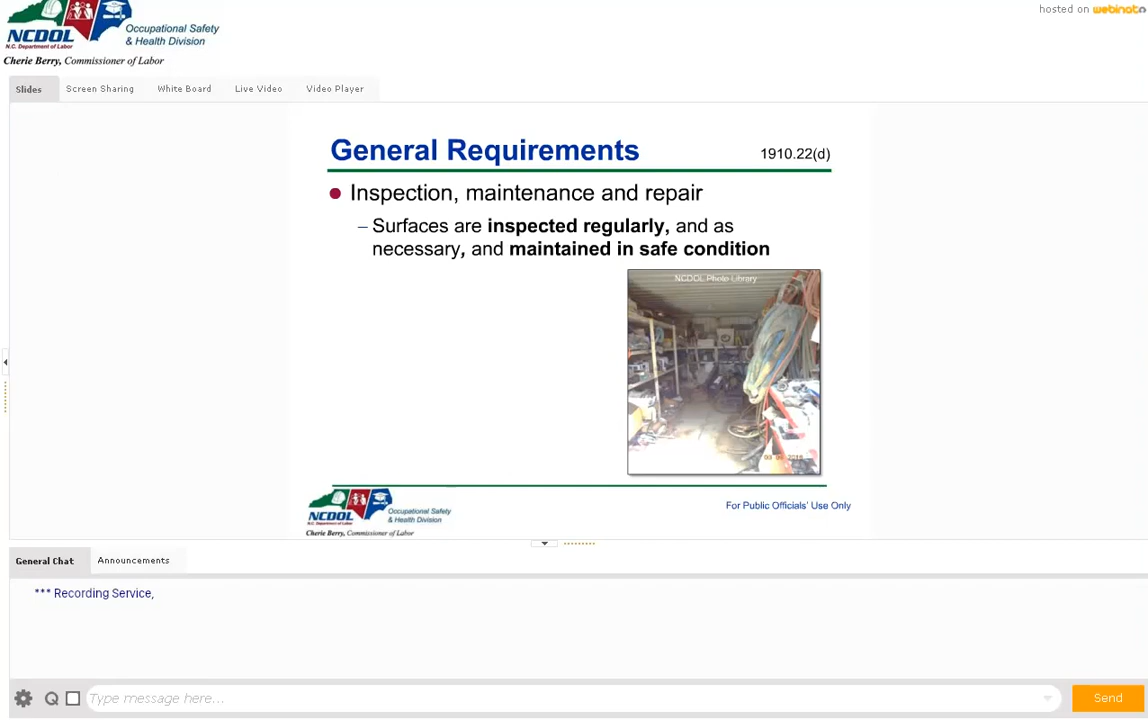 hosted on webinato
NCDOL
N.C. Department of Labor
Occupational Safety
& Health Division
Cherie Berry, Commissioner of Labor
Slides
Screen Sharing
White Board
Live Video
Video Player
General Requirements
1910.22(d)
Inspection, maintenance and repair
– Surfaces are inspected regularly, and as
necessary, and maintained in safe condition
NCDOL Photo Library
NCDOL
N.C. Department of Labor
Occupational Safety
& Health Division
Cherie Berry, Commissioner of Labor
For Public Officials' Use Only
General Chat
Announcements
*** Recording Service,
Type message here...
Send